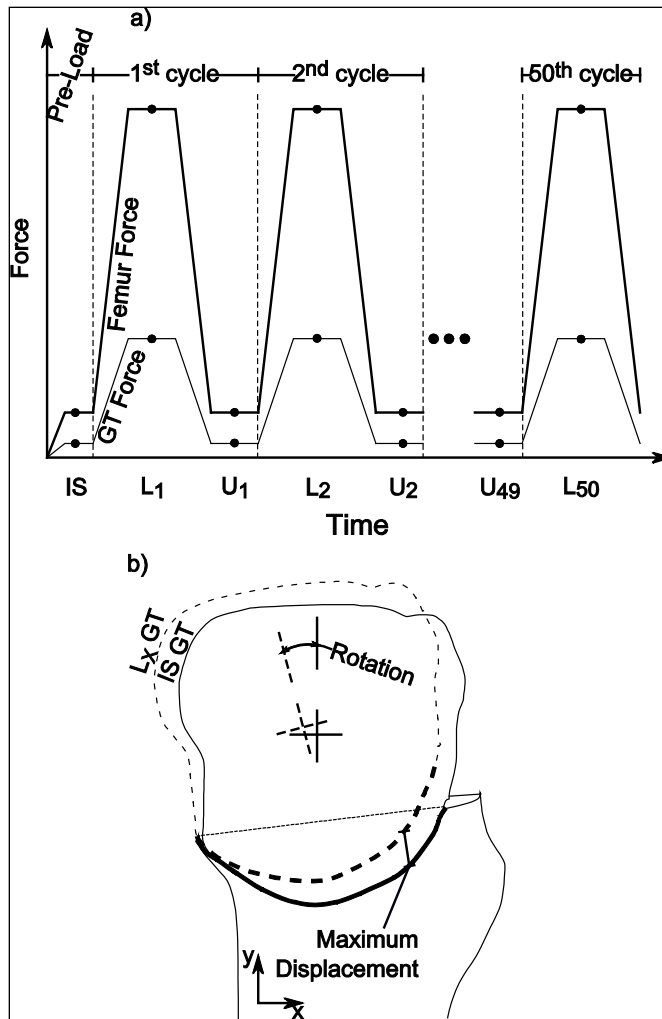 a)
Pre-Load
1st cycle
2nd cycle
50th cycle
Force
Femur Force
GT Force
IS
L1
U1
L2
U2
U49
L50
Time
b)
Lx GT
IS GT
Rotation
Maximum
Displacement
y
x